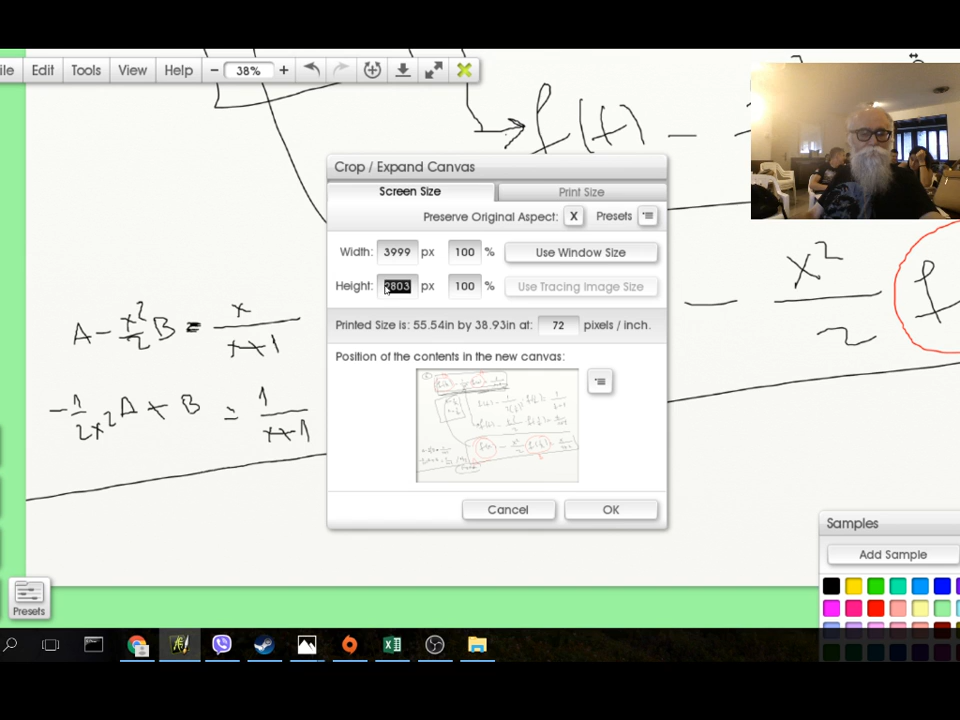 ile Edit Tools View Help − 38% +
f(x) −
Crop / Expand Canvas
Screen Size Print Size
Preserve Original Aspect: X Presets
Width: 3999 px 100 % Use Window Size
Height: 2803 px 100 % Use Tracing Image Size
Printed Size is: 55.54in by 38.93in at: 72 pixels / inch.
Position of the contents in the new canvas:
− x²/2 f
A − x²/2 B = x/(x+1)
−1/2x² A + B = 1/(x+1)
Cancel OK
Samples
Add Sample
Presets